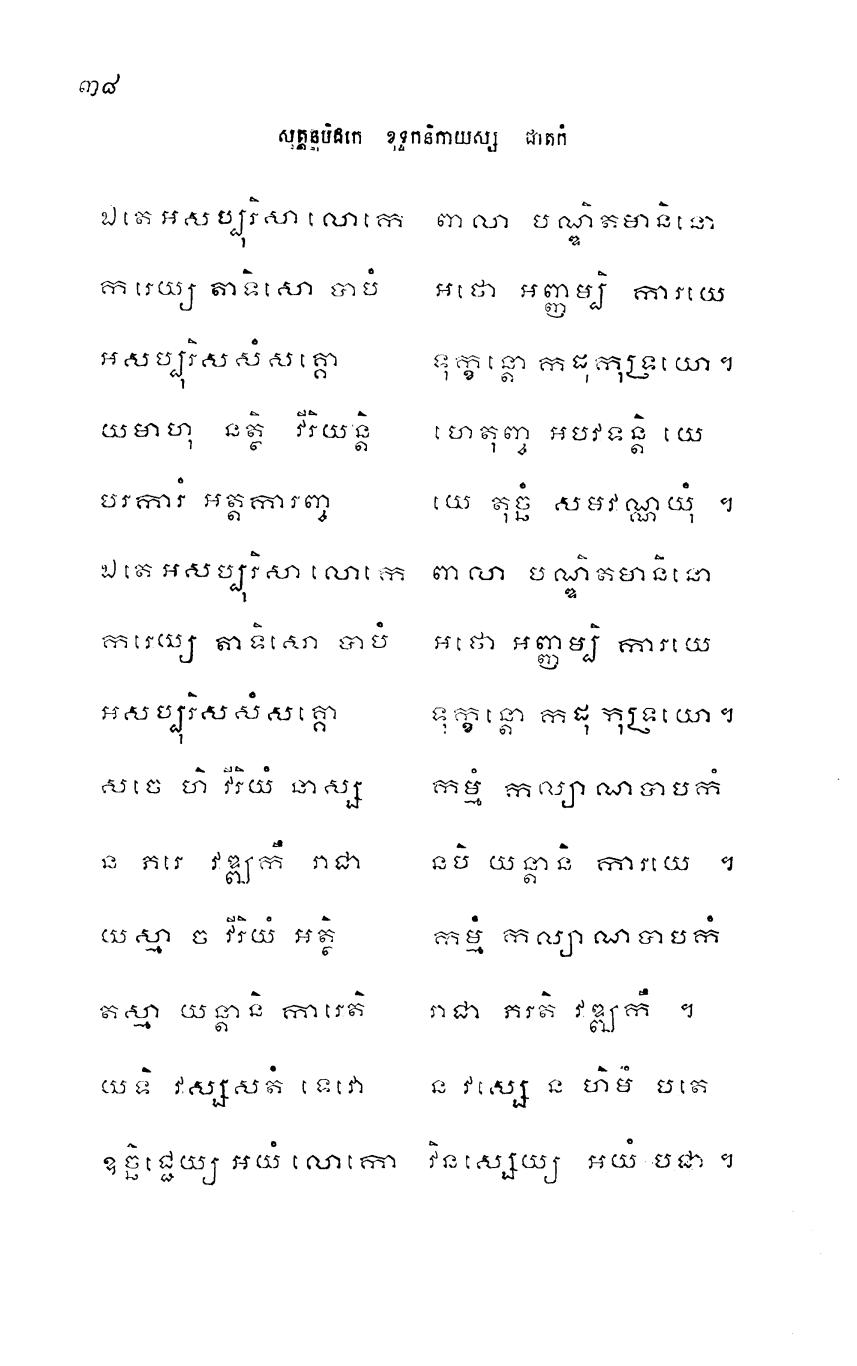 ៣៨
សុត្តន្តបិដកេ ខុទ្ទកនិកាយស្ស ជាតកំ
ឯតេ អសប្បុរិសា លោកេ ពាលា បណ្ឌិតមានិនោ
ករេយ្យ តាទិសោ បាបំ អថោ អញ្ញម្បិ ការយេ
អសប្បុរិសសំសគ្គោ ទុក្ខន្តោ កដុកុទ្រយោ។
យមាហុ នត្ថិ វីរិយន្តិ ហេតុញ្ច អបវទន្តិ យេ
បរការំ អត្តការញ្ច យេ តុច្ឆំ សមវណ្ណយុំ ។
ឯតេ អសប្បុរិសា លោកេ ពាលា បណ្ឌិតមានិនោ
ករេយ្យ តាទិសោ បាបំ អថោ អញ្ញម្បិ ការយេ
អសប្បុរិសសំសគ្គោ ទុក្ខន្តោ កដុកុទ្រយោ។
សចេ ហិ វីរិយំ នាស្ស កម្មំ កល្យាណបាបកំ
ន ភរេ វឌ្ឍកឹ រាជា នបិ យន្តានិ ការយេ ។
យស្មា ច វីរិយំ អត្ថិ កម្មំ កល្យាណបាបកំ
តស្មា យន្តានិ ការេតិ រាជា ភរតិ វឌ្ឍកឹ ។
យទិ វស្សសតំ ទេវោ ន វស្សេ ន ហិមំ បតេ
ឧច្ឆិជ្ជេយ្យ អយំ លោកោ វិនស្សេយ្យ អយំ បជា ។